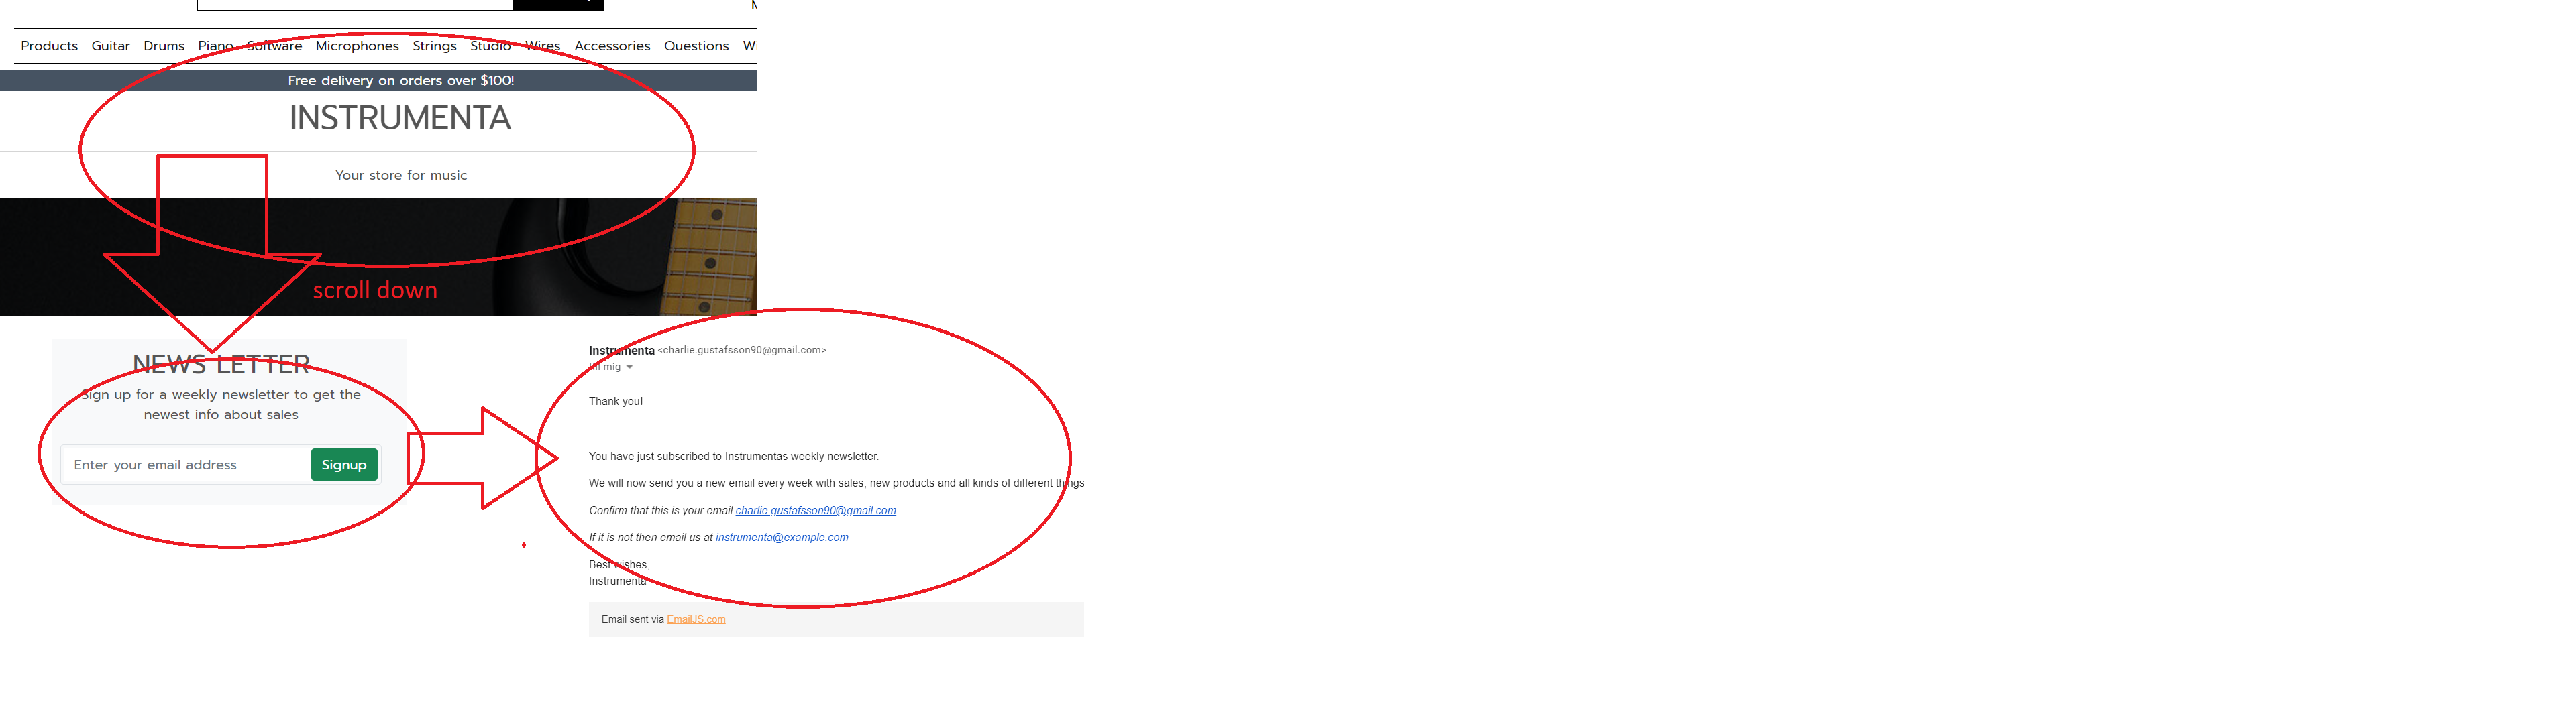 Products Guitar Drums Piano Software Microphones Strings Studio Wires Accessories Questions
Free delivery on orders over $100!
INSTRUMENTA
Your store for music
scroll down
NEWS LETTER
Sign up for a weekly newsletter to get the
newest info about sales
Enter your email address Signup
Instrumenta <charlie.gustafsson90@gmail.com>
till mig
Thank you!
You have just subscribed to Instrumentas weekly newsletter.
We will now send you a new email every week with sales, new products and all kinds of different things
Confirm that this is your email charlie.gustafsson90@gmail.com
If it is not then email us at instrumenta@example.com
Best wishes,
Instrumenta
Email sent via EmailJS.com